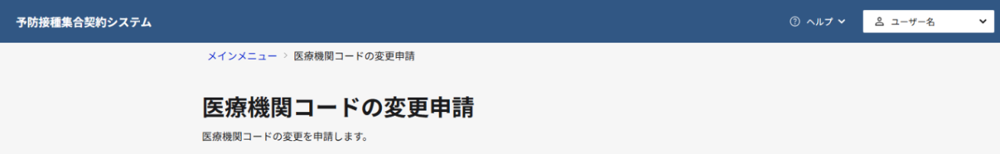 予防接種集合契約システム
ヘルプ
ユーザー名
メインメニュー > 医療機関コードの変更申請
医療機関コードの変更申請
医療機関コードの変更を申請します。